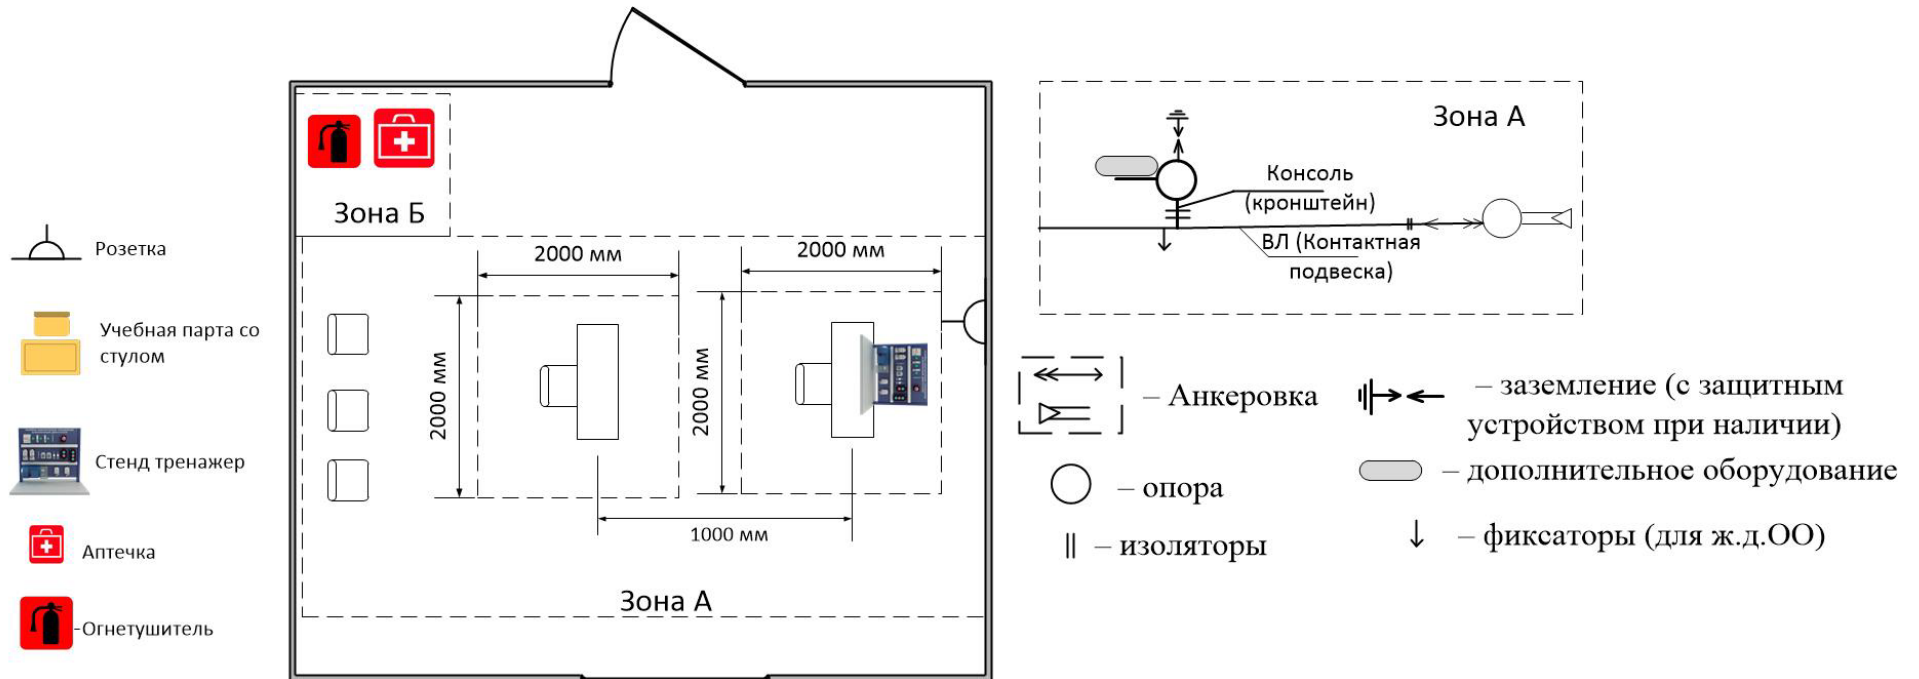 Розетка
Учебная парта со
стулом
Стенд тренажер
Аптечка
-Огнетушитель
Зона Б
2000 мм
2000 мм
2000 мм
2000 мм
1000 мм
Зона А
Зона А
Консоль
(кронштейн)
ВЛ (Контактная
подвеска)
– Анкеровка
– опора
– изоляторы
– заземление (с защитным
устройством при наличии)
– дополнительное оборудование
– фиксаторы (для ж.д.ОО)